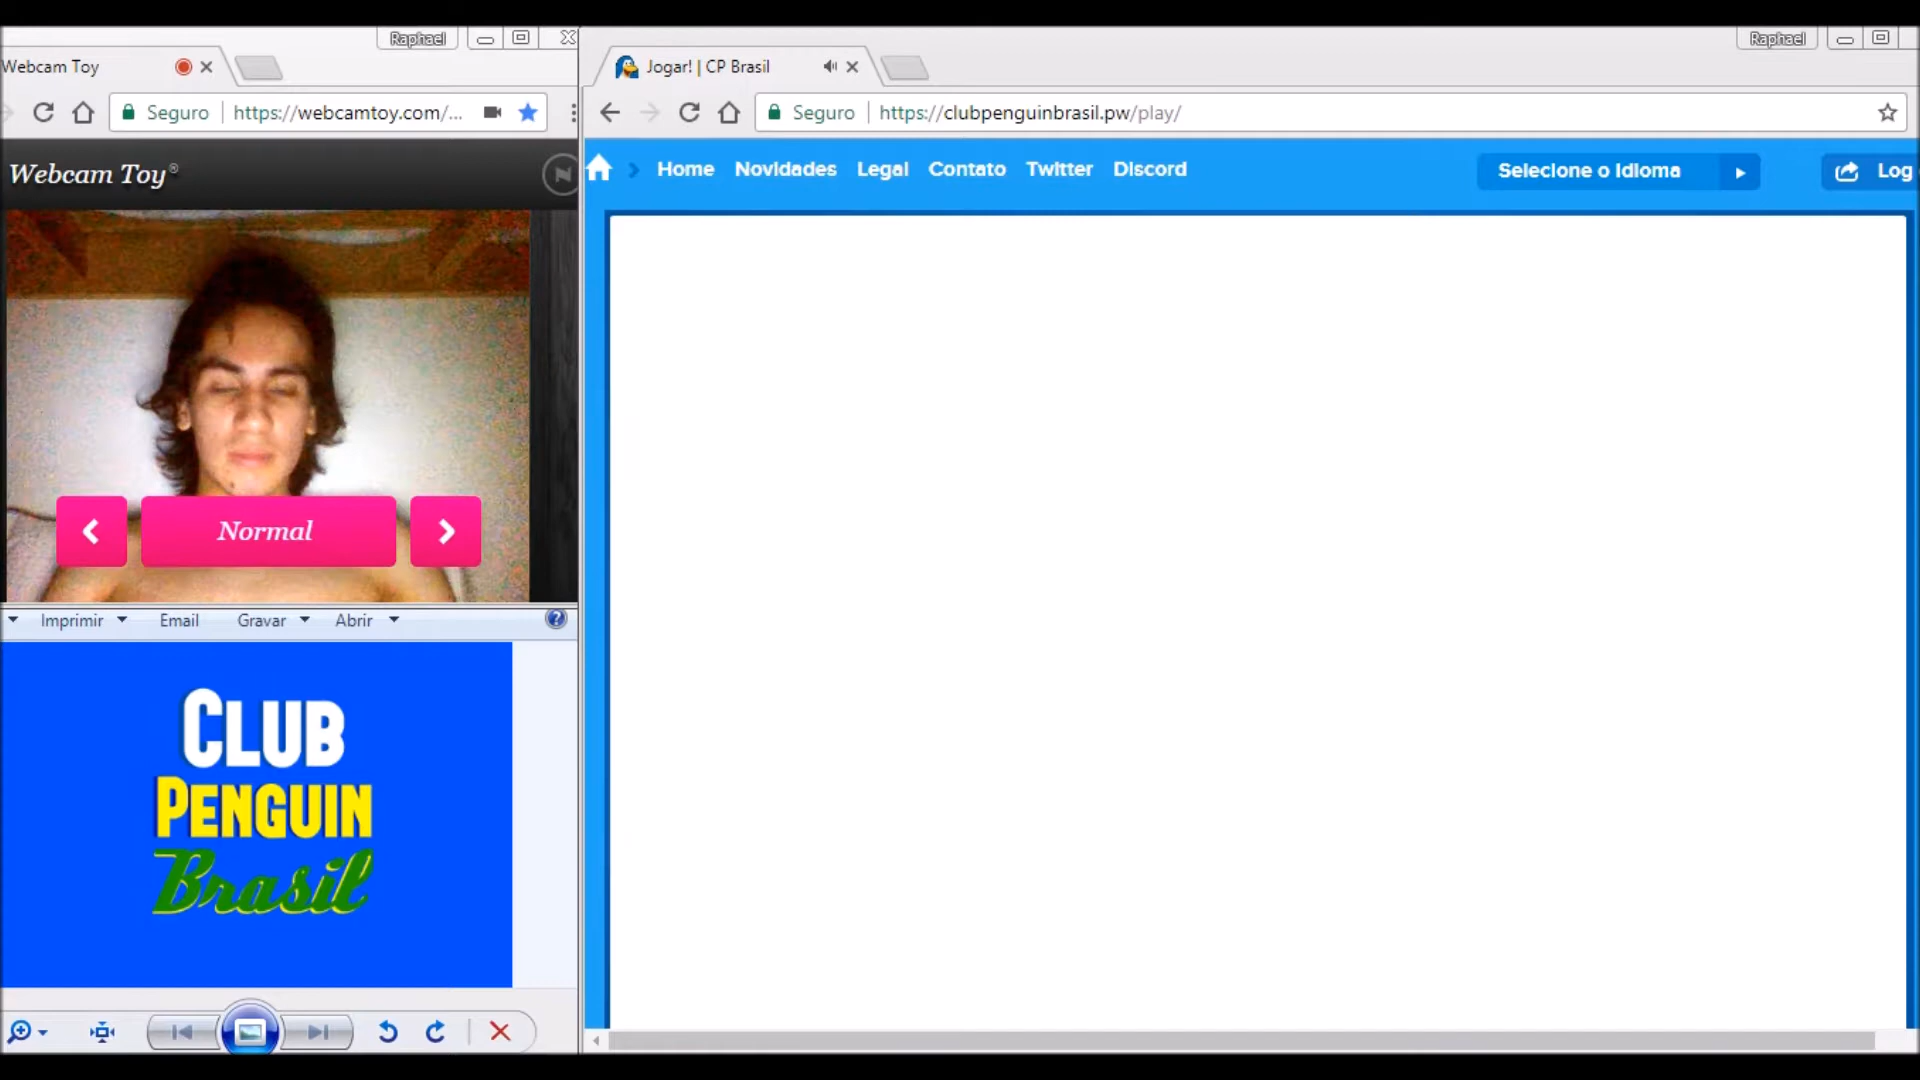 Raphael
Webcam Toy
Seguro
https://webcamtoy.com/...
Webcam Toy®
Normal
Imprimir
Email
Gravar
Abrir
CLUB
PENGUIN
Brasil
Raphael
Jogar! | CP Brasil
Seguro
https://clubpenguinbrasil.pw/play/
Home
Novidades
Legal
Contato
Twitter
Discord
Selecione o Idioma
Log